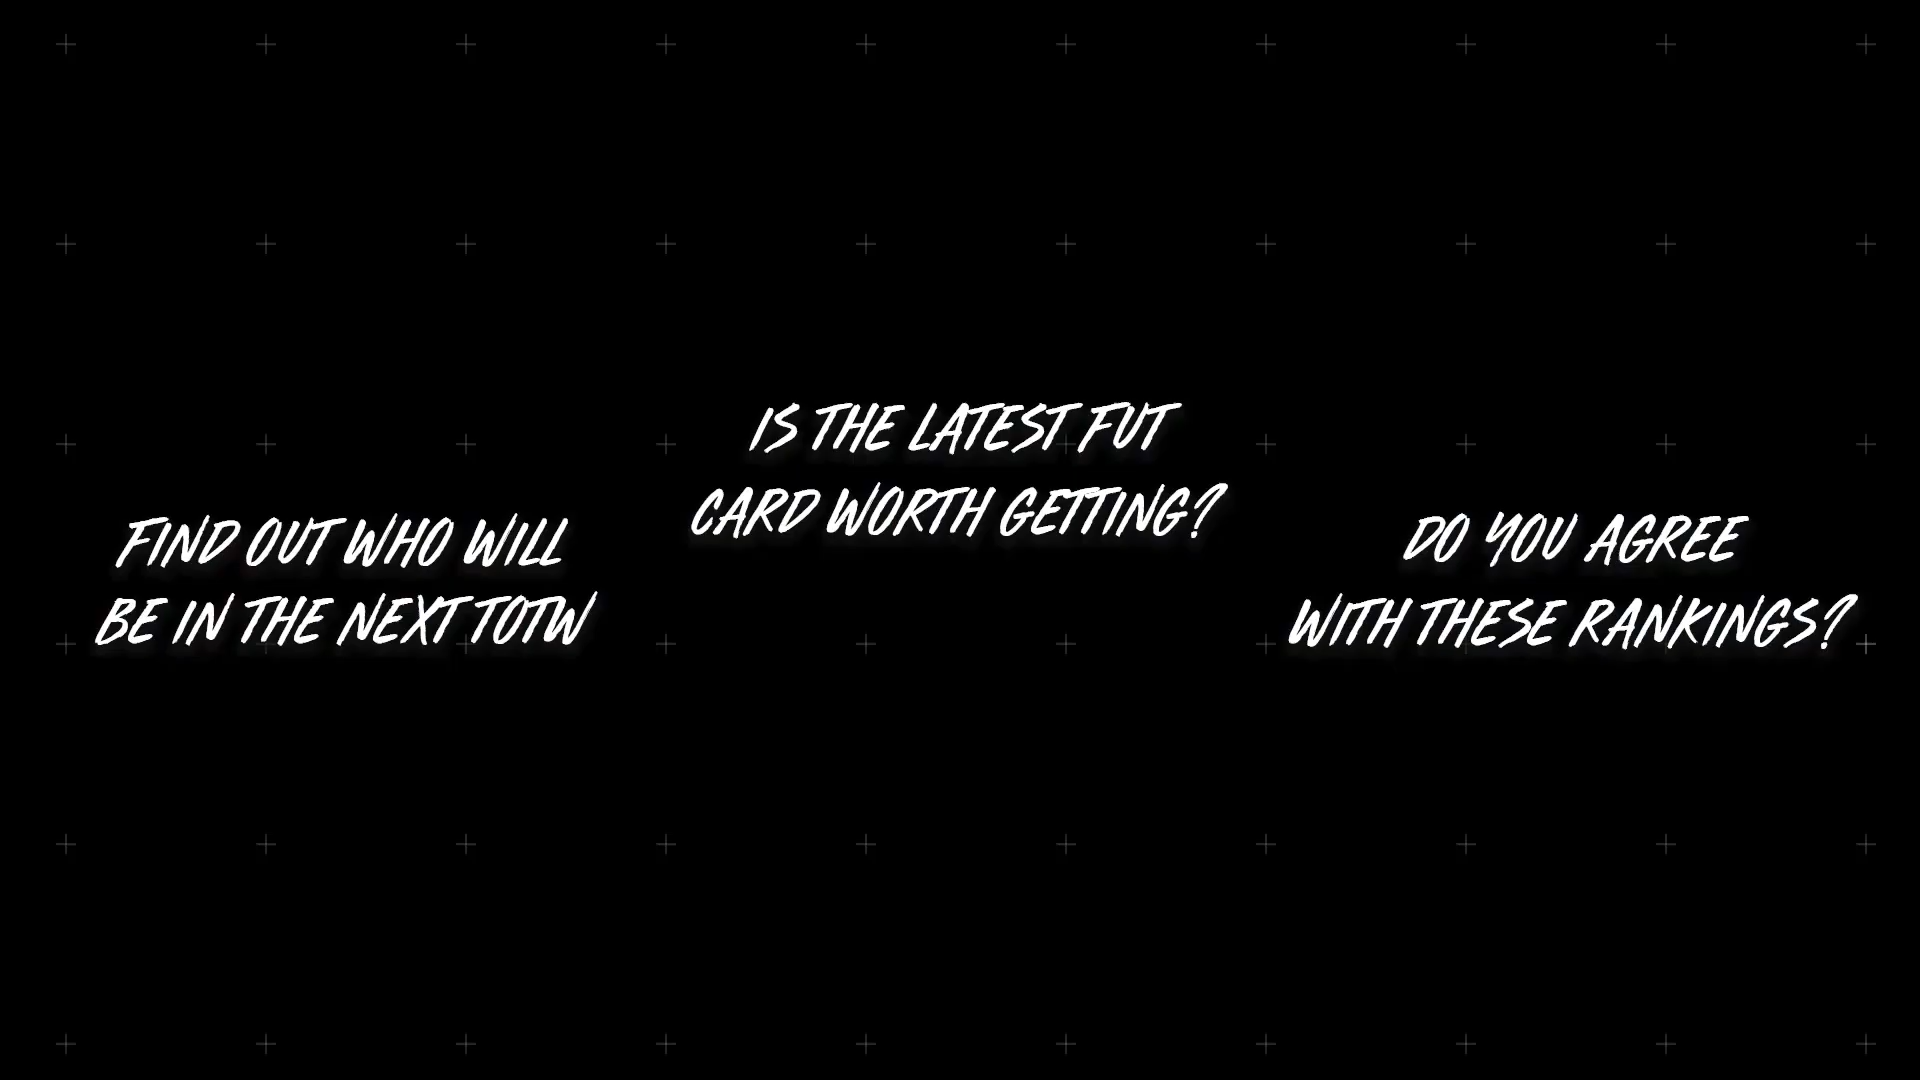 FIND OUT WHO WILL
BE IN THE NEXT TOTW
IS THE LATEST FUT
CARD WORTH GETTING?
DO YOU AGREE
WITH THESE RANKINGS?